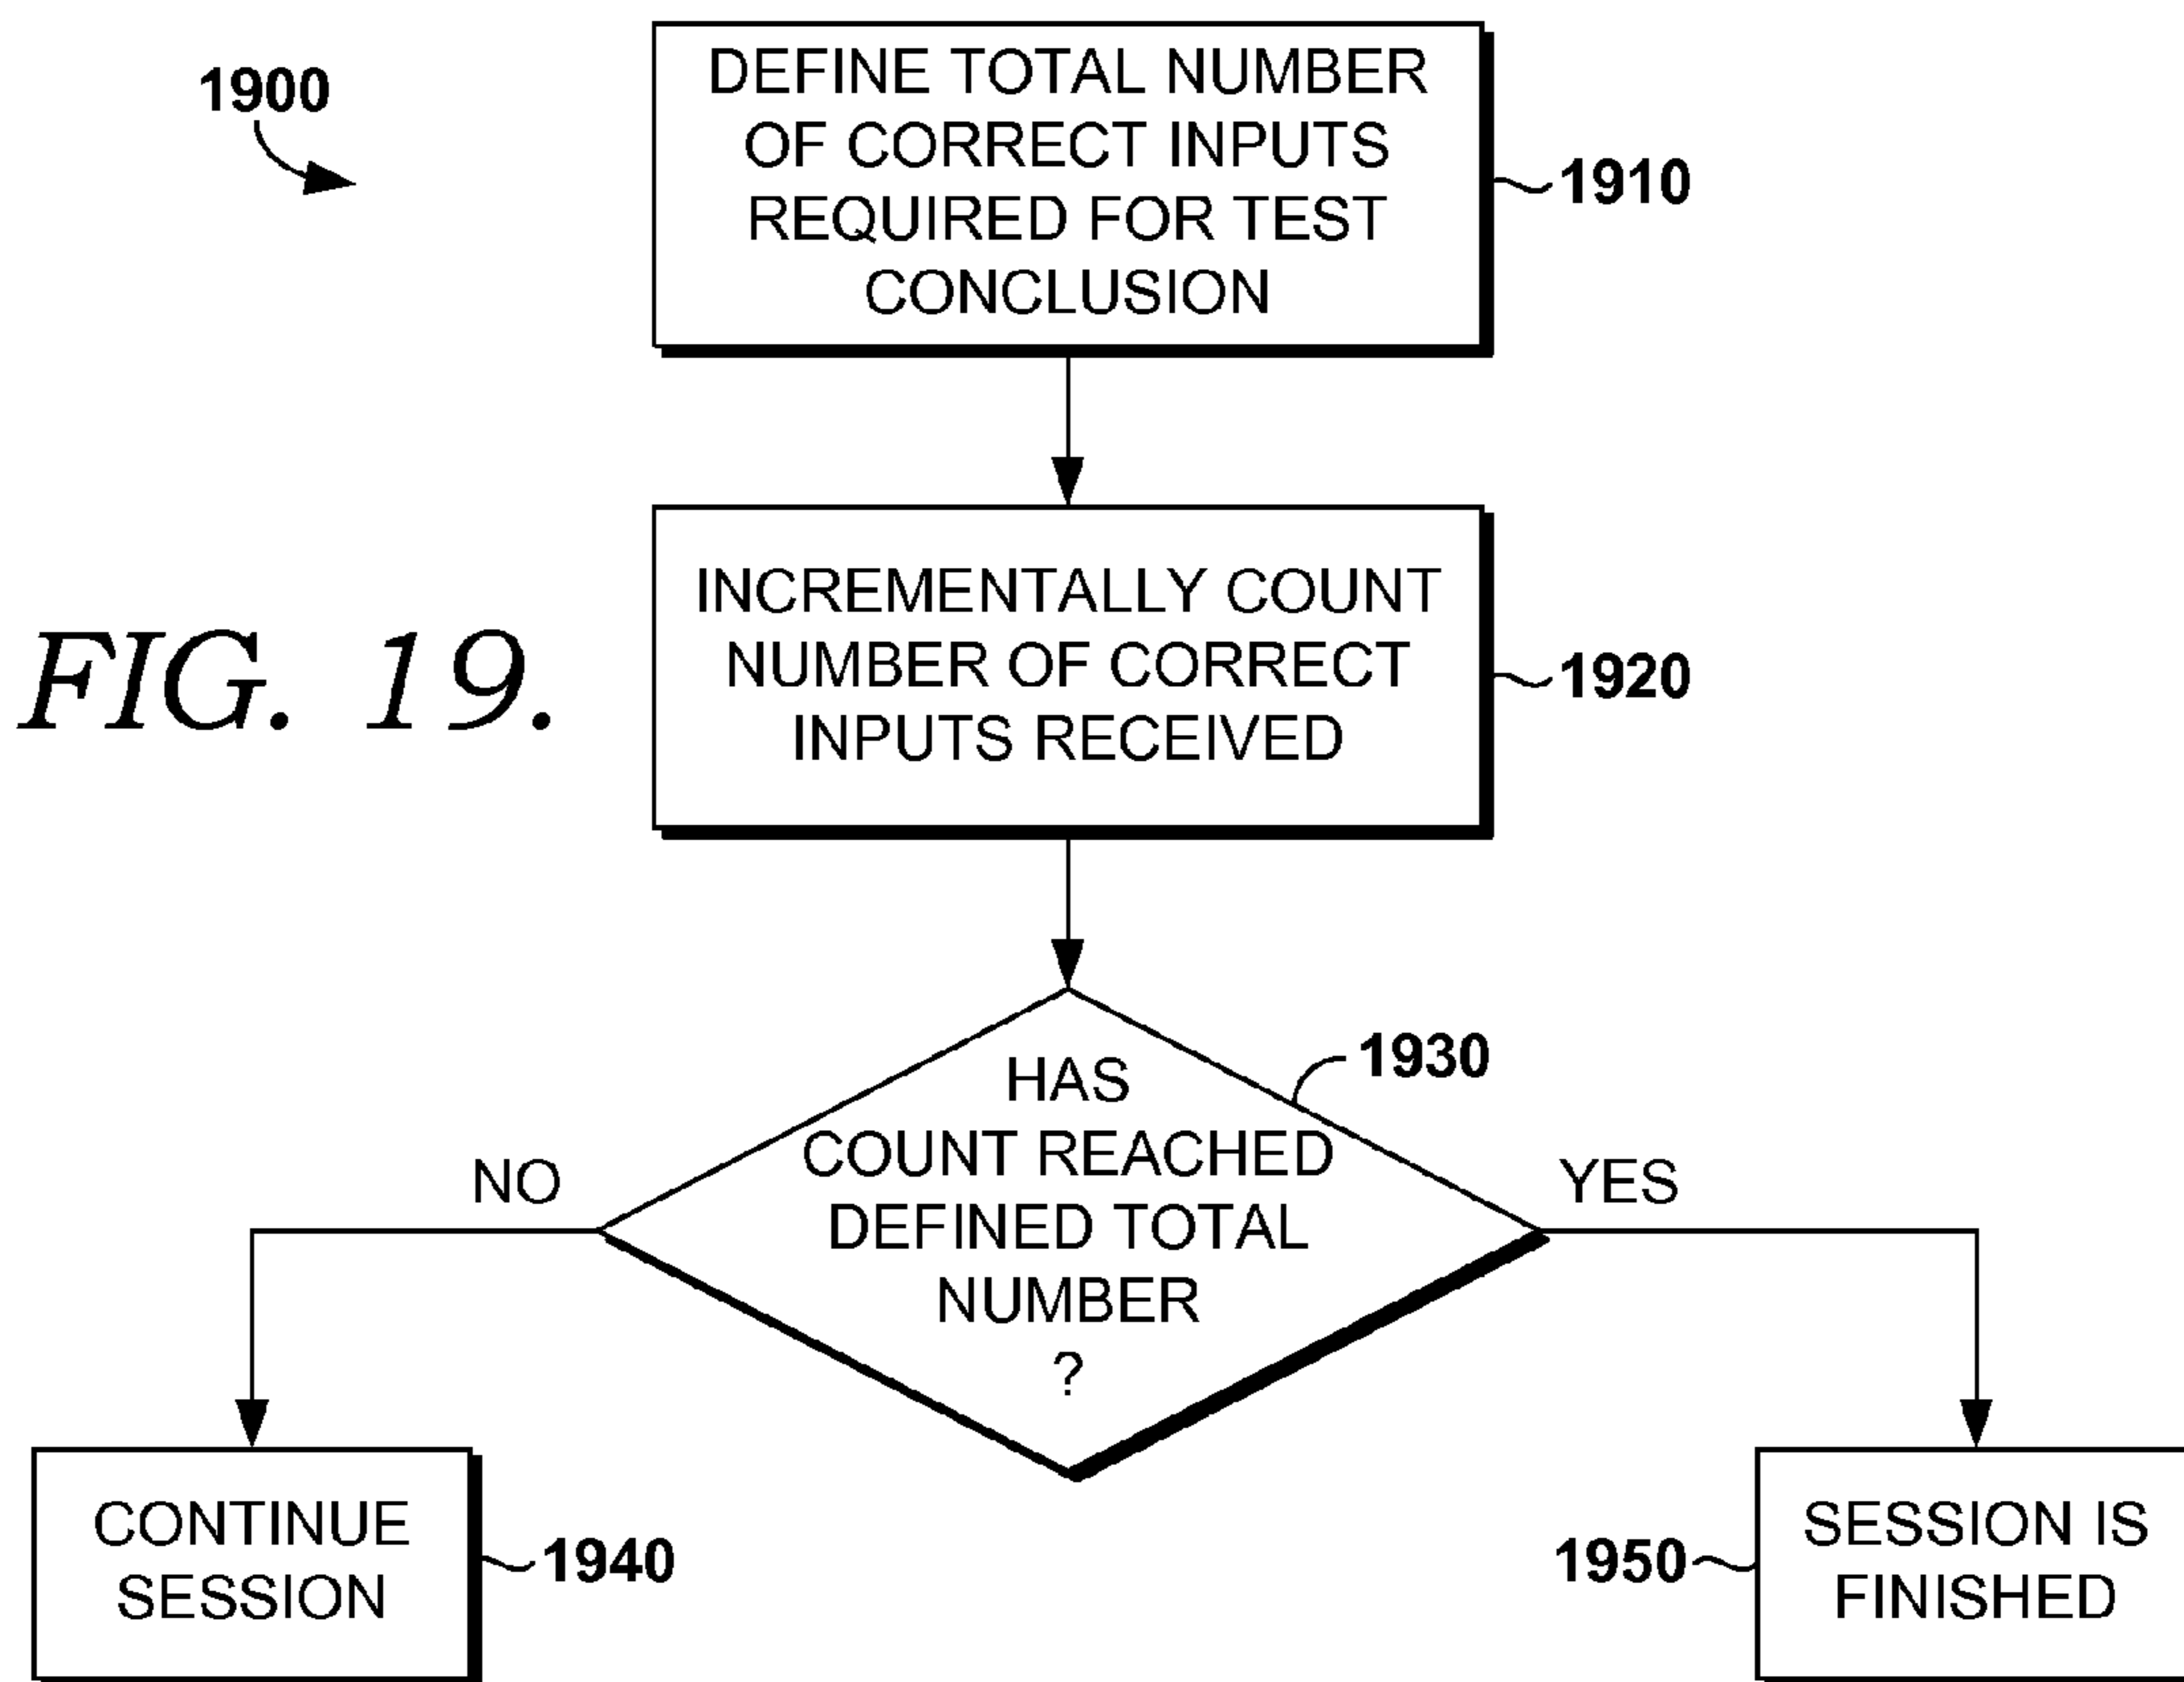 1900
DEFINE TOTAL NUMBER
OF CORRECT INPUTS
REQUIRED FOR TEST
CONCLUSION
1910
INCREMENTALLY COUNT
NUMBER OF CORRECT
INPUTS RECEIVED
1920
FIG. 19.
HAS
COUNT REACHED
DEFINED TOTAL
NUMBER
?
1930
NO
YES
CONTINUE
SESSION
1940
1950
SESSION IS
FINISHED